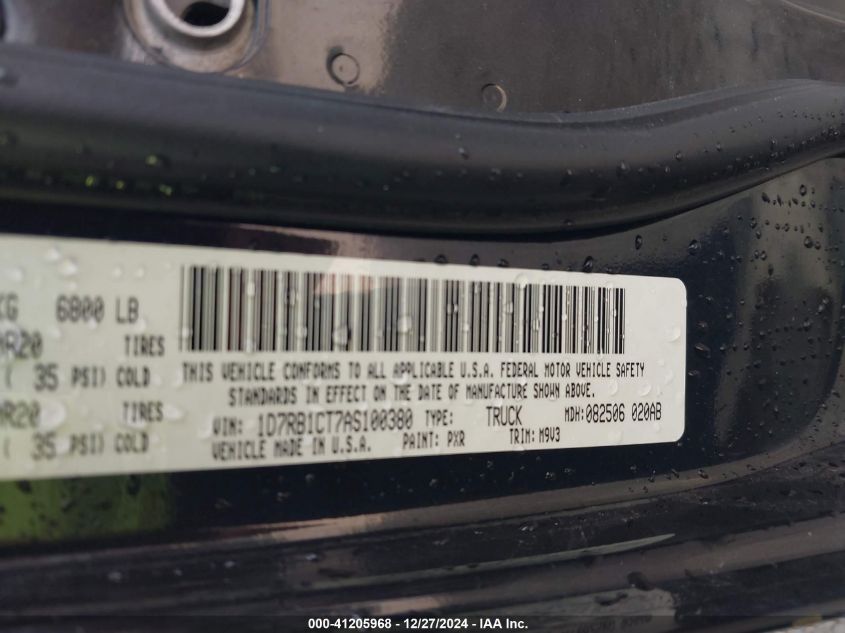 KG 6800 LB
R20 TIRES
( 35 PSI) COLD
R20 TIRES
( 35 PSI) COLD
THIS VEHICLE CONFORMS TO ALL APPLICABLE U.S.A. FEDERAL MOTOR VEHICLE SAFETY
STANDARDS IN EFFECT ON THE DATE OF MANUFACTURE SHOWN ABOVE.
VIN: 1D7RB1CT7AS100380 TYPE: TRUCK MDH: 082506 020AB
VEHICLE MADE IN U.S.A. PAINT: PXR TRIM: M9V3
000-41205968 - 12/27/2024 - IAAI Inc.